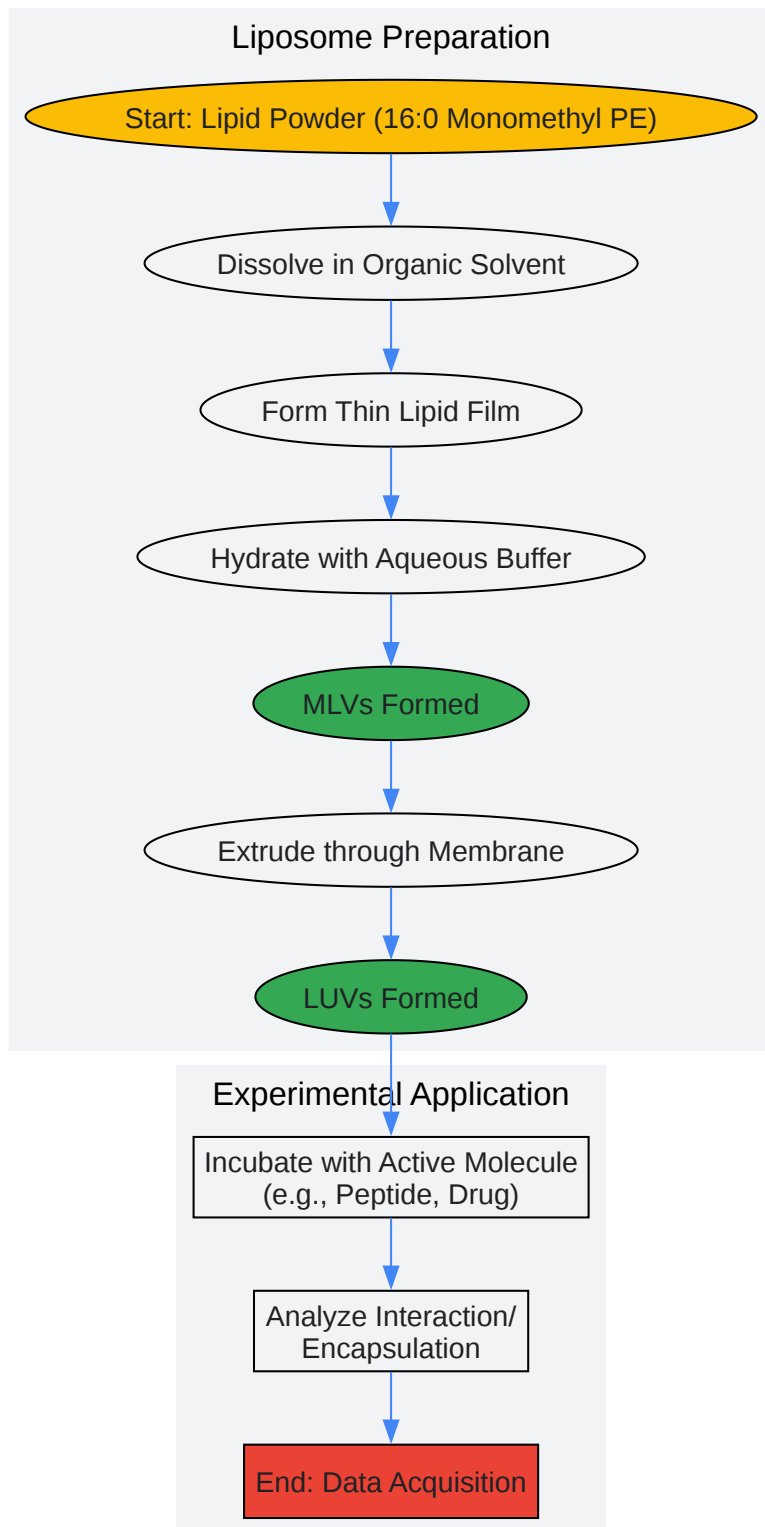 Liposome Preparation
Start: Lipid Powder (16:0 Monomethyl PE)
Dissolve in Organic Solvent
Form Thin Lipid Film
Hydrate with Aqueous Buffer
MLVs Formed
Extrude through Membrane
LUVs Formed
Experimental Application
Incubate with Active Molecule
(e.g., Peptide, Drug)
Analyze Interaction/
Encapsulation
End: Data Acquisition